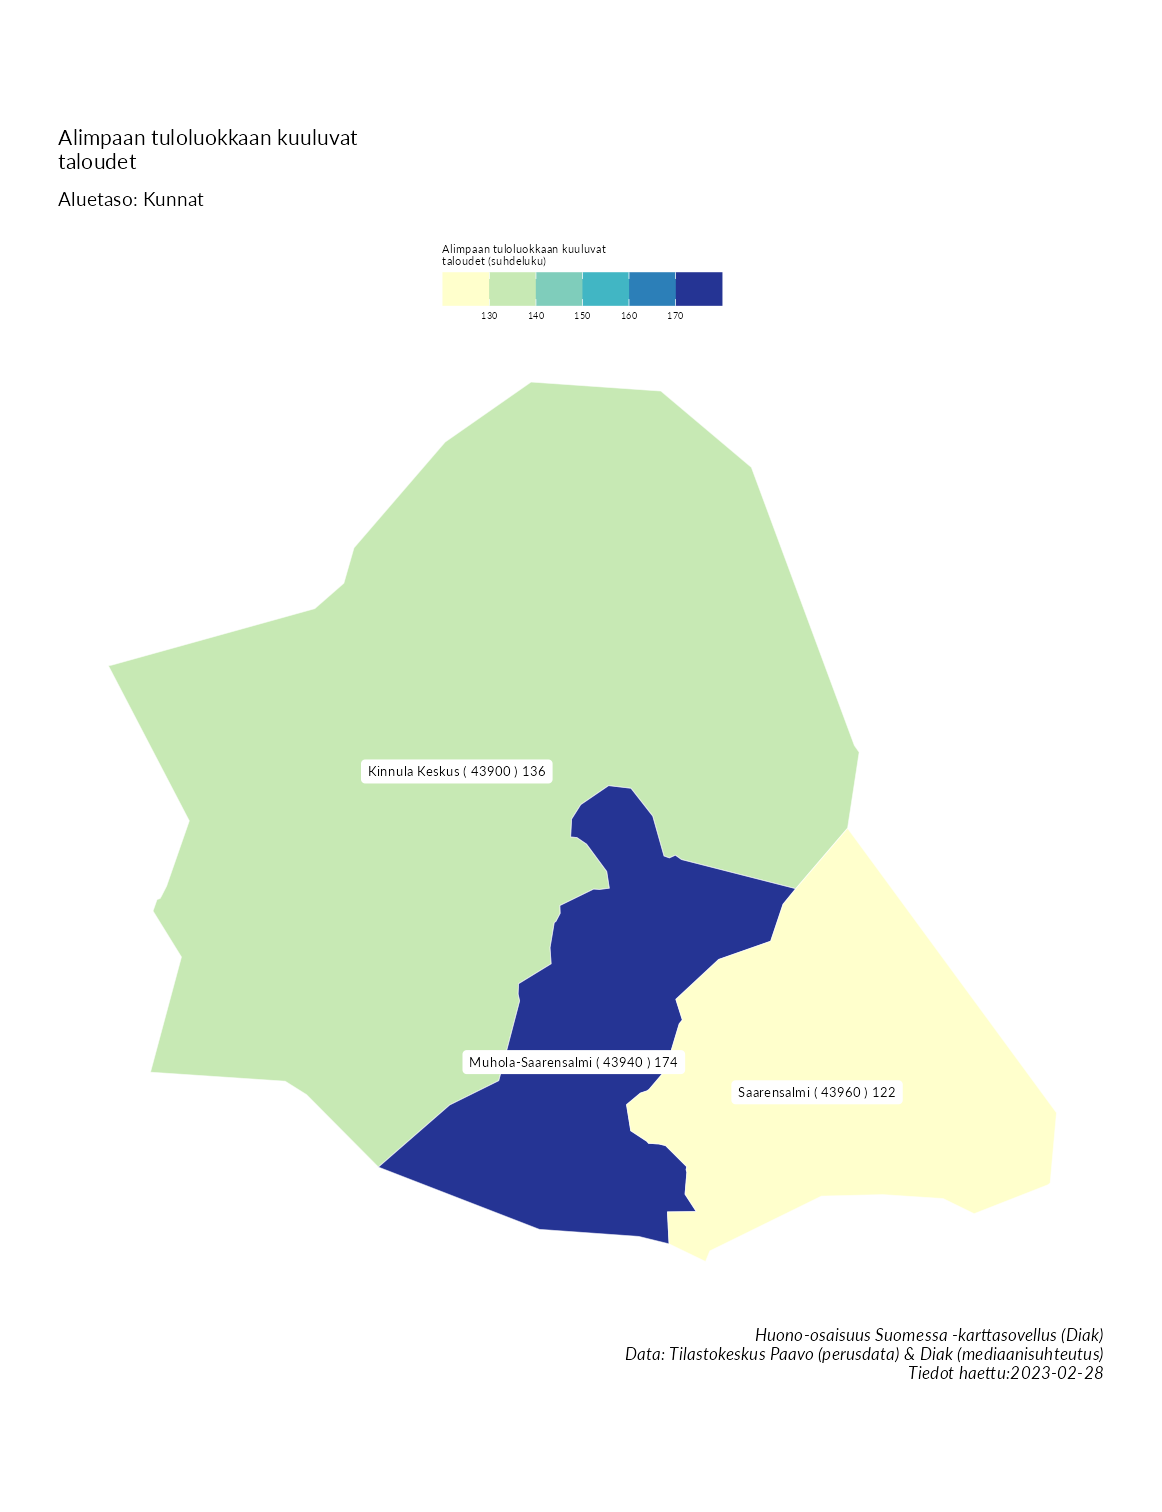 Alimpaan tuloluokkaan kuuluvat
taloudet
Aluetaso: Kunnat
Alimpaan tuloluokkaan kuuluvat
taloudet (suhdeluku)
130 140 150 160 170
Kinnula Keskus ( 43900 ) 136
Muhola-Saarensalmi ( 43940 ) 174
Saarensalmi ( 43960 ) 122
Huono-osaisuus Suomessa -karttasovellus (Diak)
Data: Tilastokeskus Paavo (perusdata) & Diak (mediaanisuhteutus)
Tiedot haettu:2023-02-28